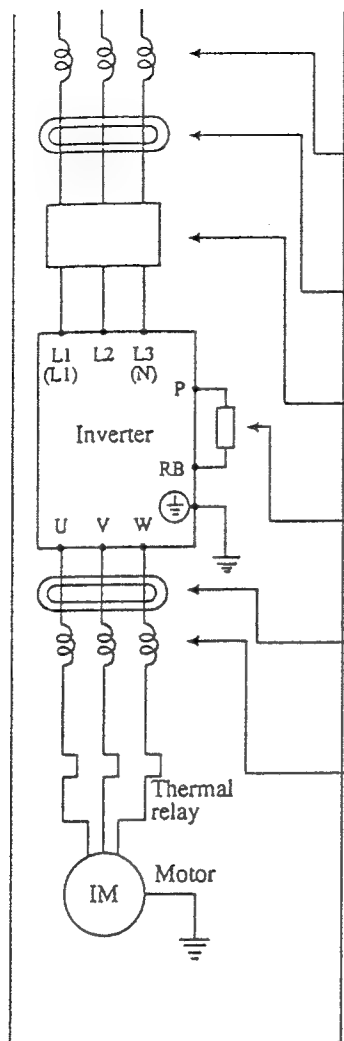 L1 L2 L3
(L1) (N)
P
Inverter
RB
U V W
Thermal
relay
Motor
IM